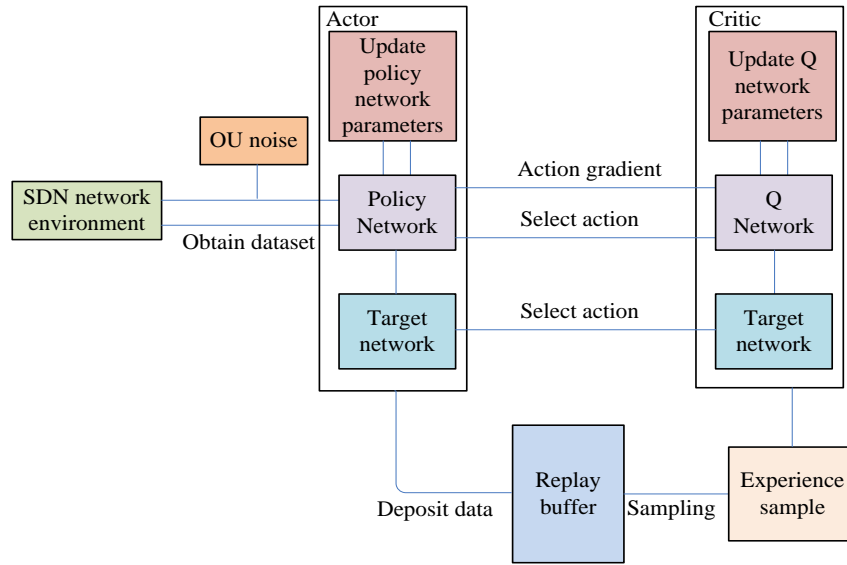 Actor
Update
policy
network
parameters
Critic
Update Q
network
parameters
OU noise
SDN network
environment
Obtain dataset
Policy
Network
Action gradient
Select action
Q
Network
Target
network
Select action
Target
network
Deposit data
Replay
buffer
Sampling
Experience
sample